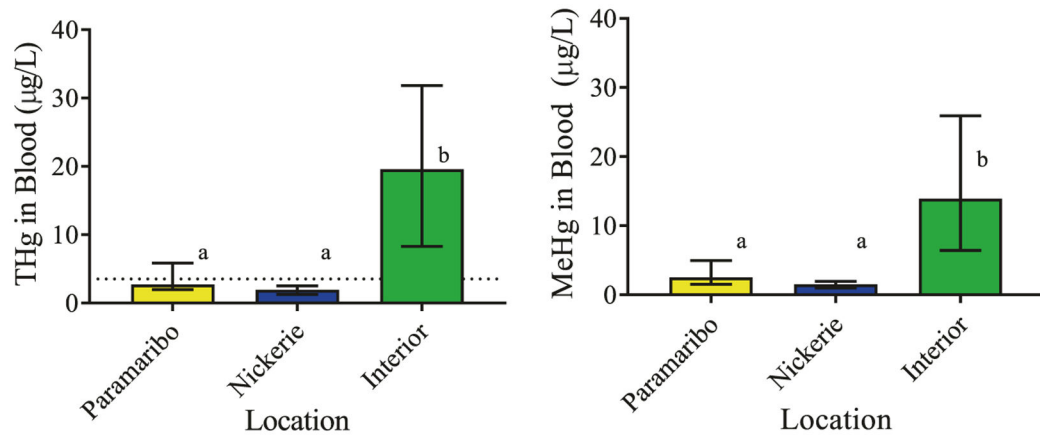 THg in Blood (μg/L)
40
30
20
10
0
a
a
b
Paramaribo
Nickerie
Interior
Location
MeHg in Blood (μg/L)
40
30
20
10
0
a
a
b
Paramaribo
Nickerie
Interior
Location